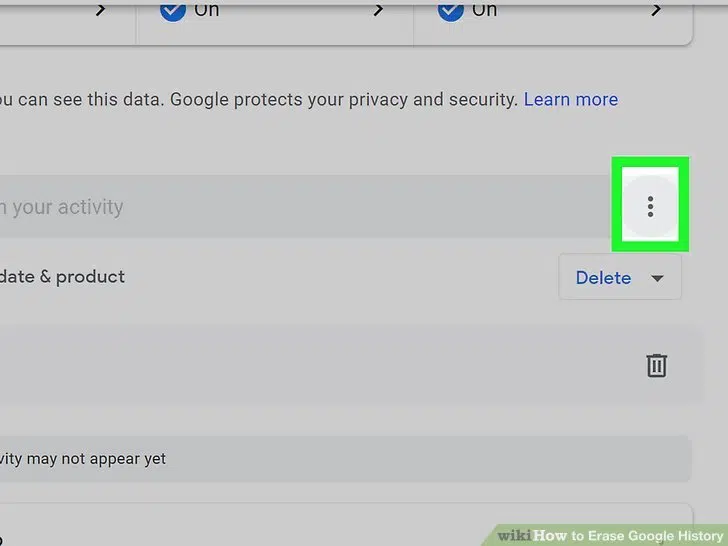 On On
ou can see this data. Google protects your privacy and security. Learn more
n your activity
date & product
Delete
vity may not appear yet
wikiHow to Erase Google History